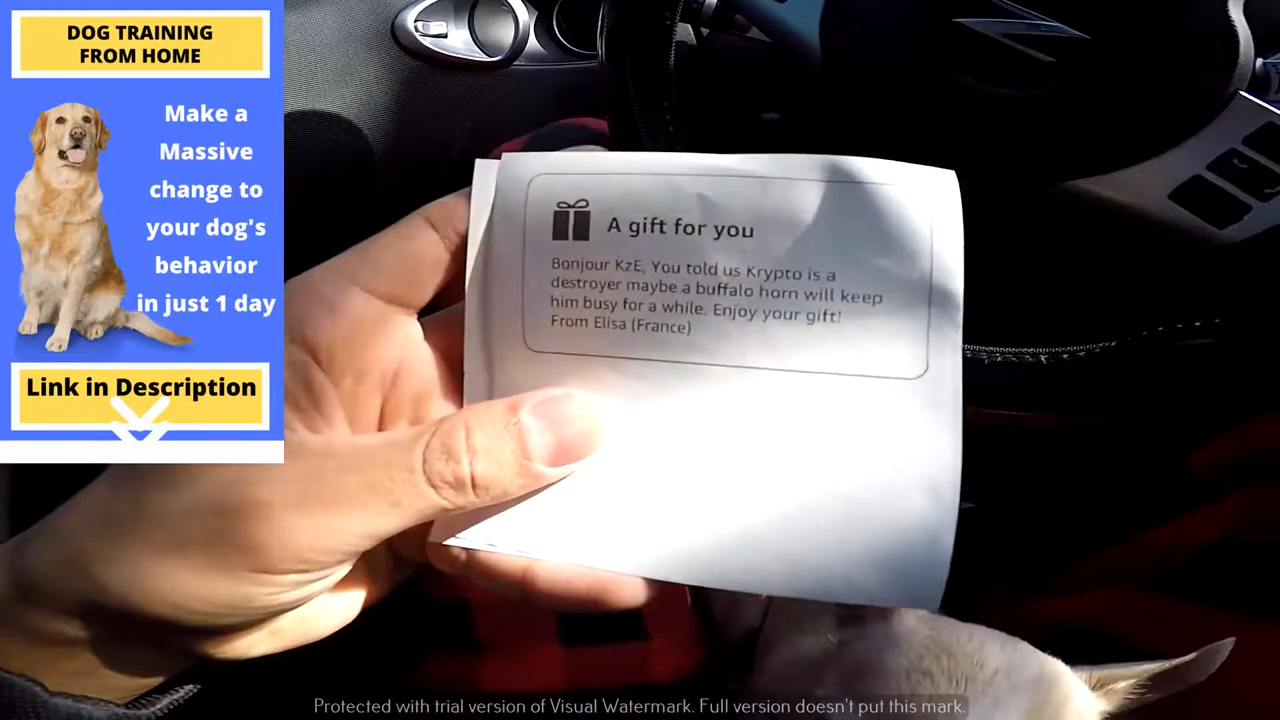 DOG TRAINING
FROM HOME
Make a
Massive
change to
your dog's
behavior
in just 1 day
Link in Description
A gift for you
Bonjour KzE, You told us Krypto is a
destroyer maybe a buffalo horn will keep
him busy for a while. Enjoy your gift!
From Elisa (France)
Protected with trial version of Visual Watermark. Full version doesn't put this mark.